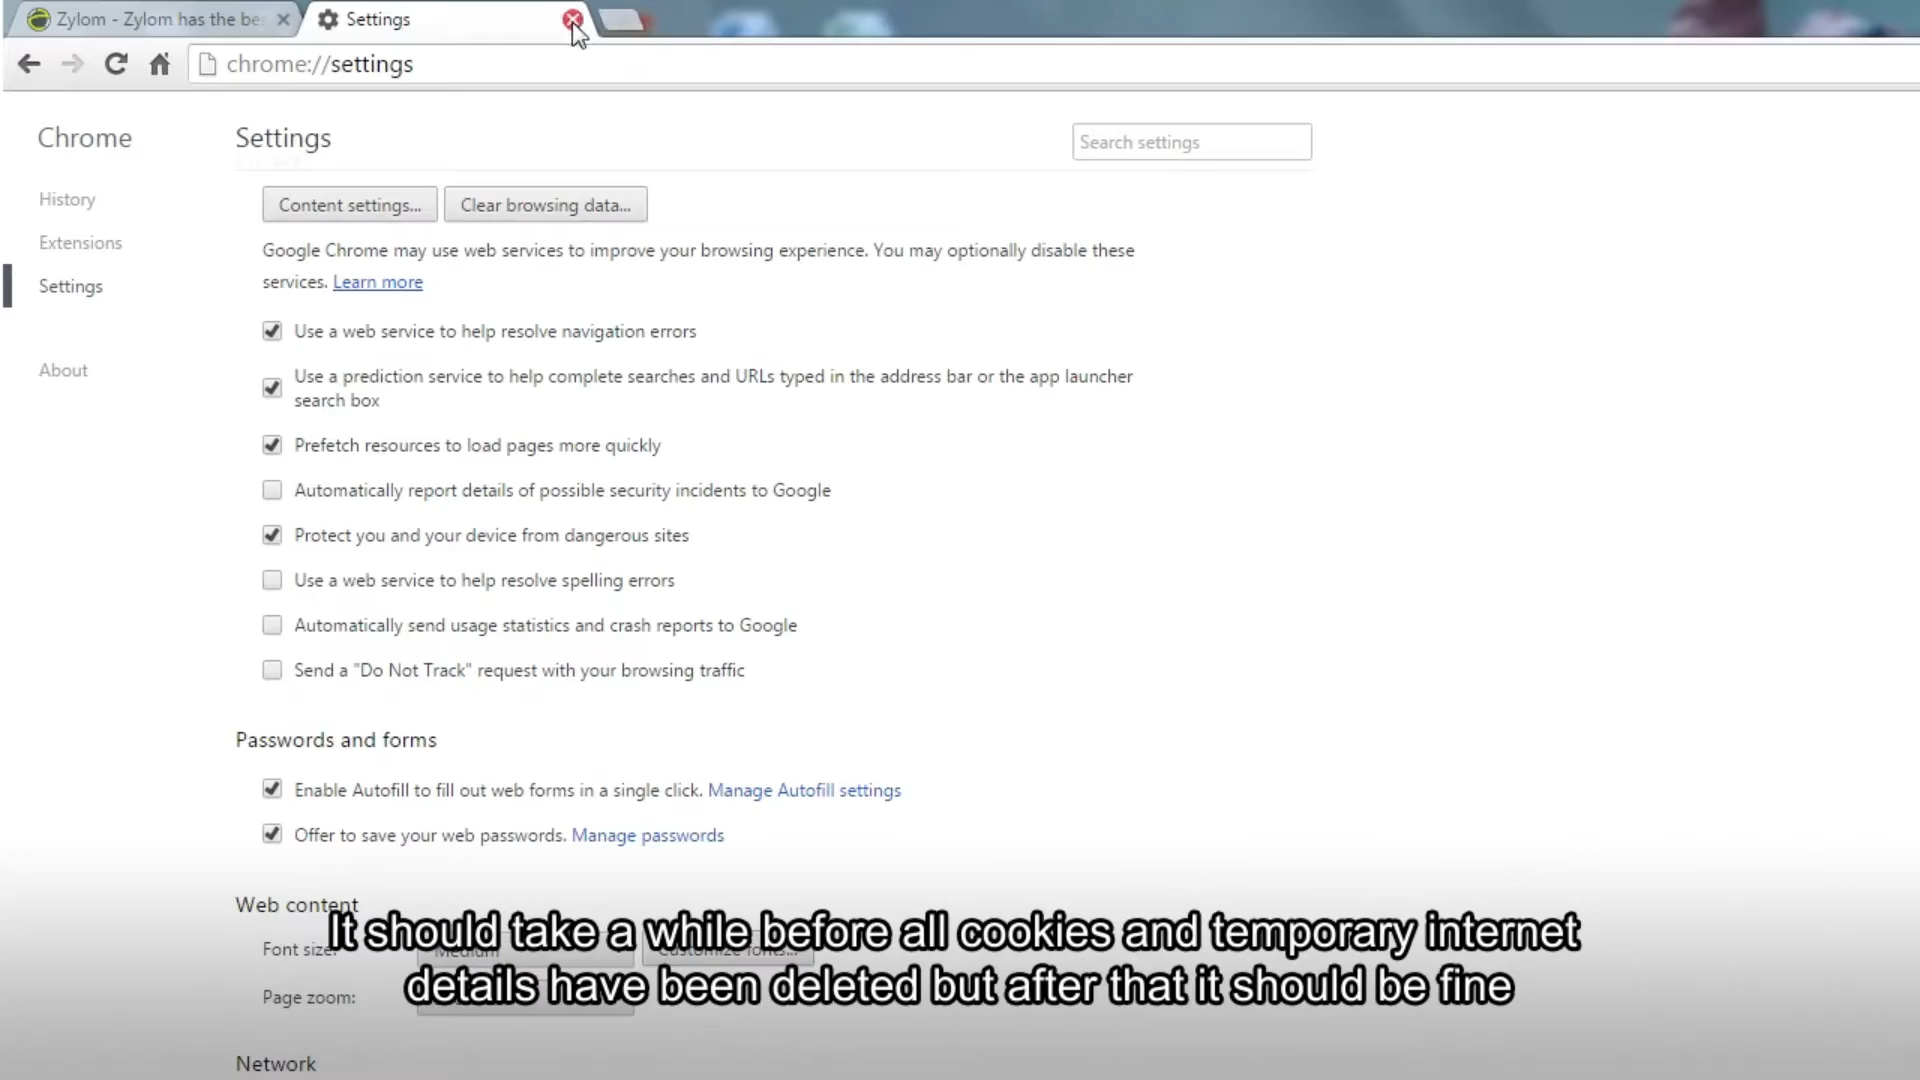 Zylom - Zylom has the be
Settings
chrome://settings
Chrome
Settings
Search settings
History
Extensions
Settings
About
Content settings...
Clear browsing data...
Google Chrome may use web services to improve your browsing experience. You may optionally disable these
services. Learn more
Use a web service to help resolve navigation errors
Use a prediction service to help complete searches and URLs typed in the address bar or the app launcher
search box
Prefetch resources to load pages more quickly
Automatically report details of possible security incidents to Google
Protect you and your device from dangerous sites
Use a web service to help resolve spelling errors
Automatically send usage statistics and crash reports to Google
Send a "Do Not Track" request with your browsing traffic
Passwords and forms
Enable Autofill to fill out web forms in a single click. Manage Autofill settings
Offer to save your web passwords. Manage passwords
Web content
Font size: Medium Customize fonts...
It should take a while before all cookies and temporary internet
details have been deleted but after that it should be fine
Page zoom:
Network